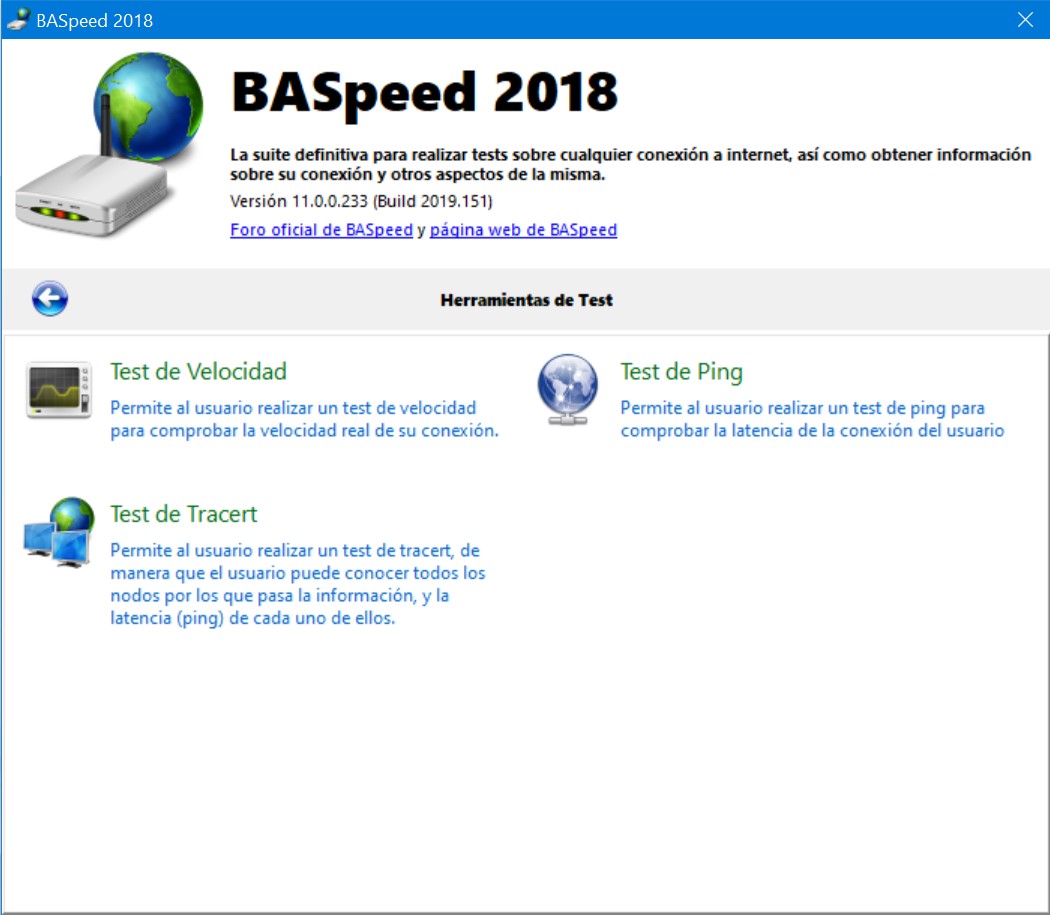 BASpeed 2018
BASpeed 2018
La suite definitiva para realizar tests sobre cualquier conexión a internet, así como obtener información
sobre su conexión y otros aspectos de la misma.
Versión 11.0.0.233 (Build 2019.151)
Foro oficial de BASpeed y página web de BASpeed
Herramientas de Test
Test de Velocidad
Permite al usuario realizar un test de velocidad
para comprobar la velocidad real de su conexión.
Test de Ping
Permite al usuario realizar un test de ping para
comprobar la latencia de la conexión del usuario
Test de Tracert
Permite al usuario realizar un test de tracert, de
manera que el usuario puede conocer todos los
nodos por los que pasa la información, y la
latencia (ping) de cada uno de ellos.